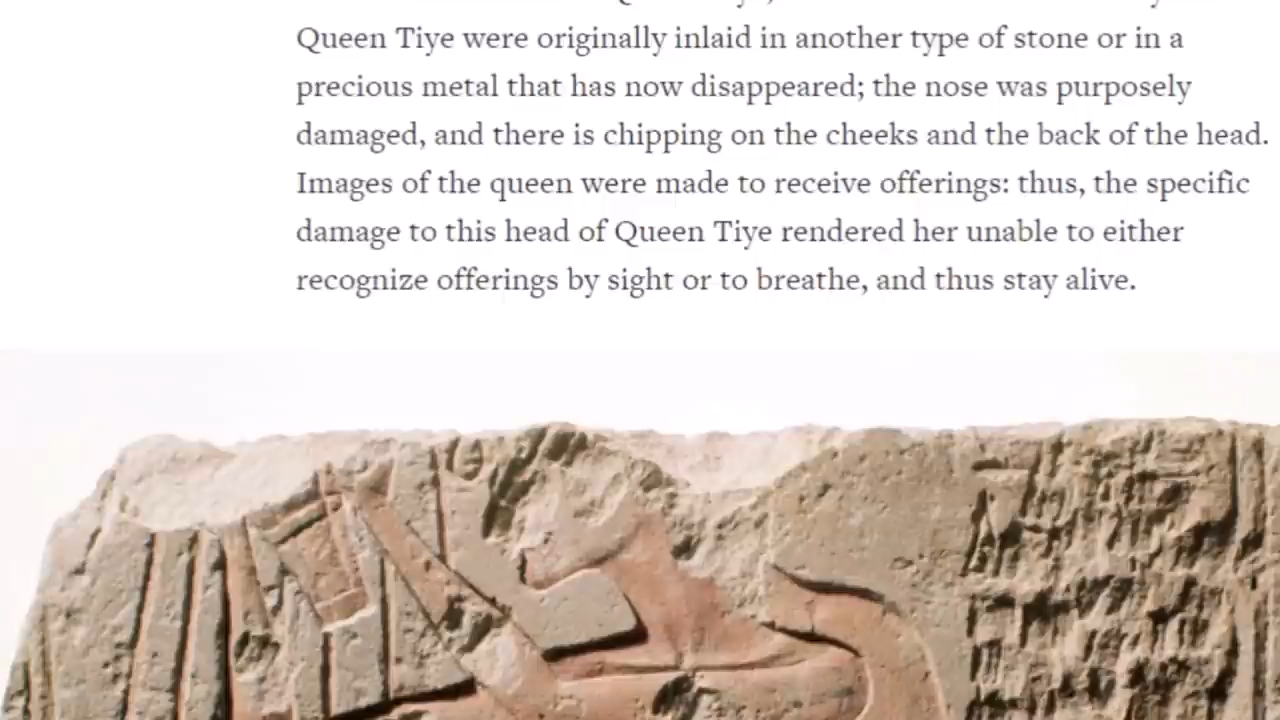 Queen Tiye were originally inlaid in another type of stone or in a
precious metal that has now disappeared; the nose was purposely
damaged, and there is chipping on the cheeks and the back of the head.
Images of the queen were made to receive offerings: thus, the specific
damage to this head of Queen Tiye rendered her unable to either
recognize offerings by sight or to breathe, and thus stay alive.